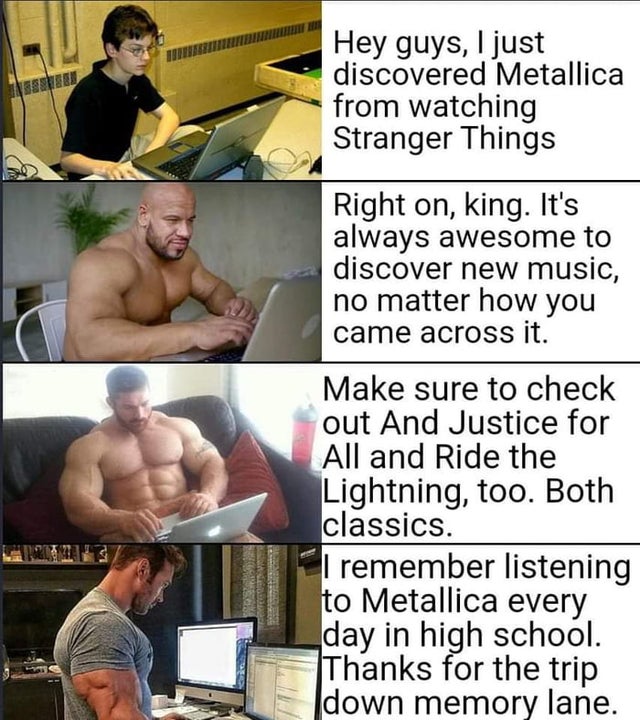 Hey guys, I just
discovered Metallica
from watching
Stranger Things
Right on, king. It's
always awesome to
discover new music,
no matter how you
came across it.
Make sure to check
out And Justice for
All and Ride the
Lightning, too. Both
classics.
I remember listening
to Metallica every
day in high school.
Thanks for the trip
down memory lane.